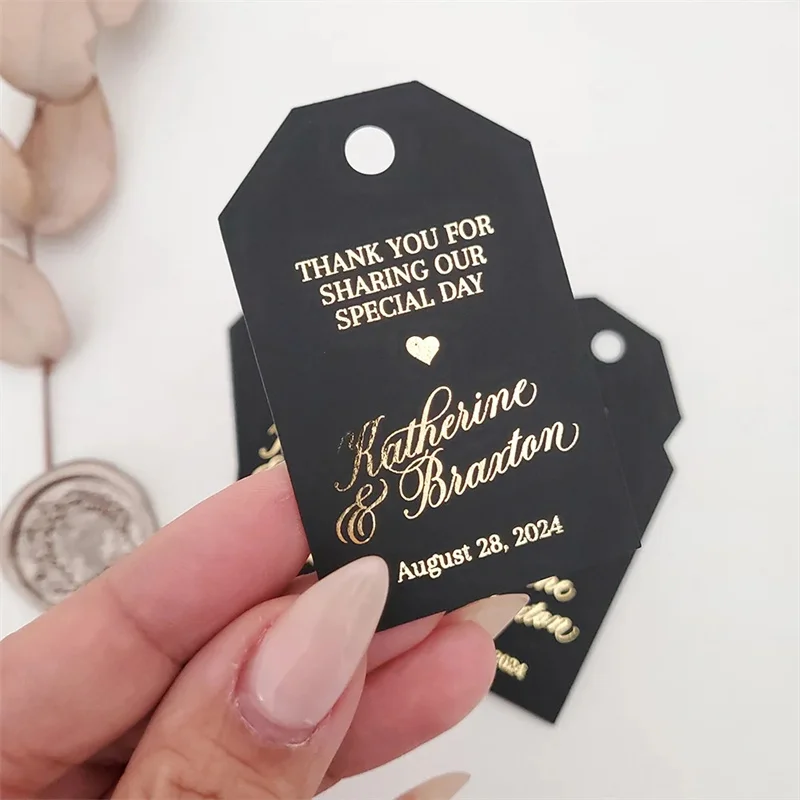 THANK YOU FOR
SHARING OUR
SPECIAL DAY
Katherine
& Braxton
August 28, 2024